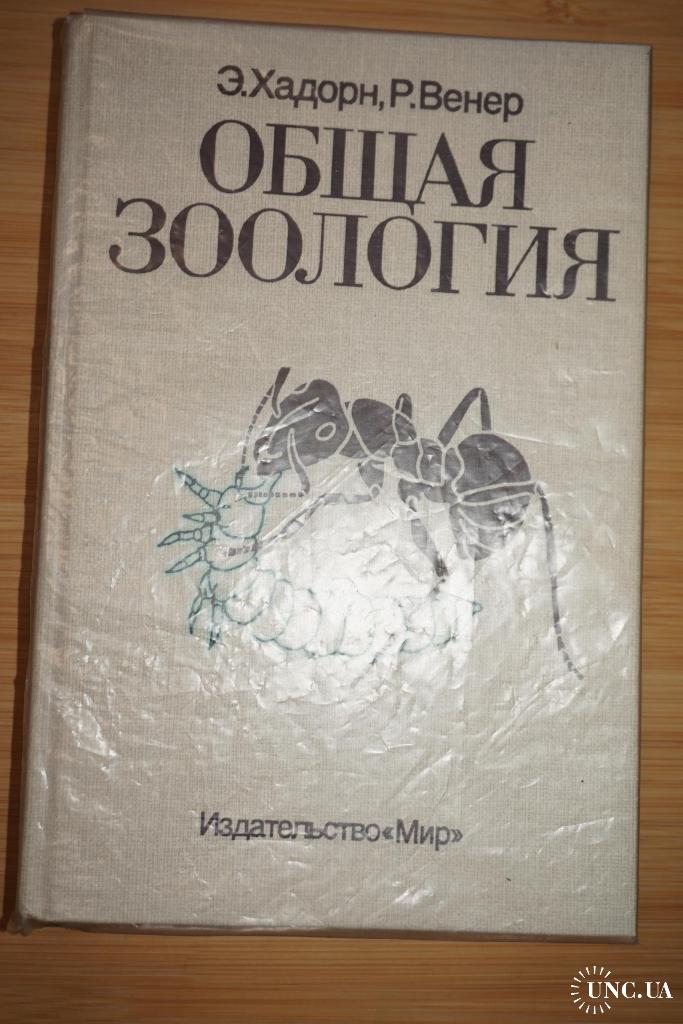 Э.Хадорн, Р.Венер
ОБЩАЯ
ЗООЛОГИЯ
Издательство «Мир»
UNC.UA